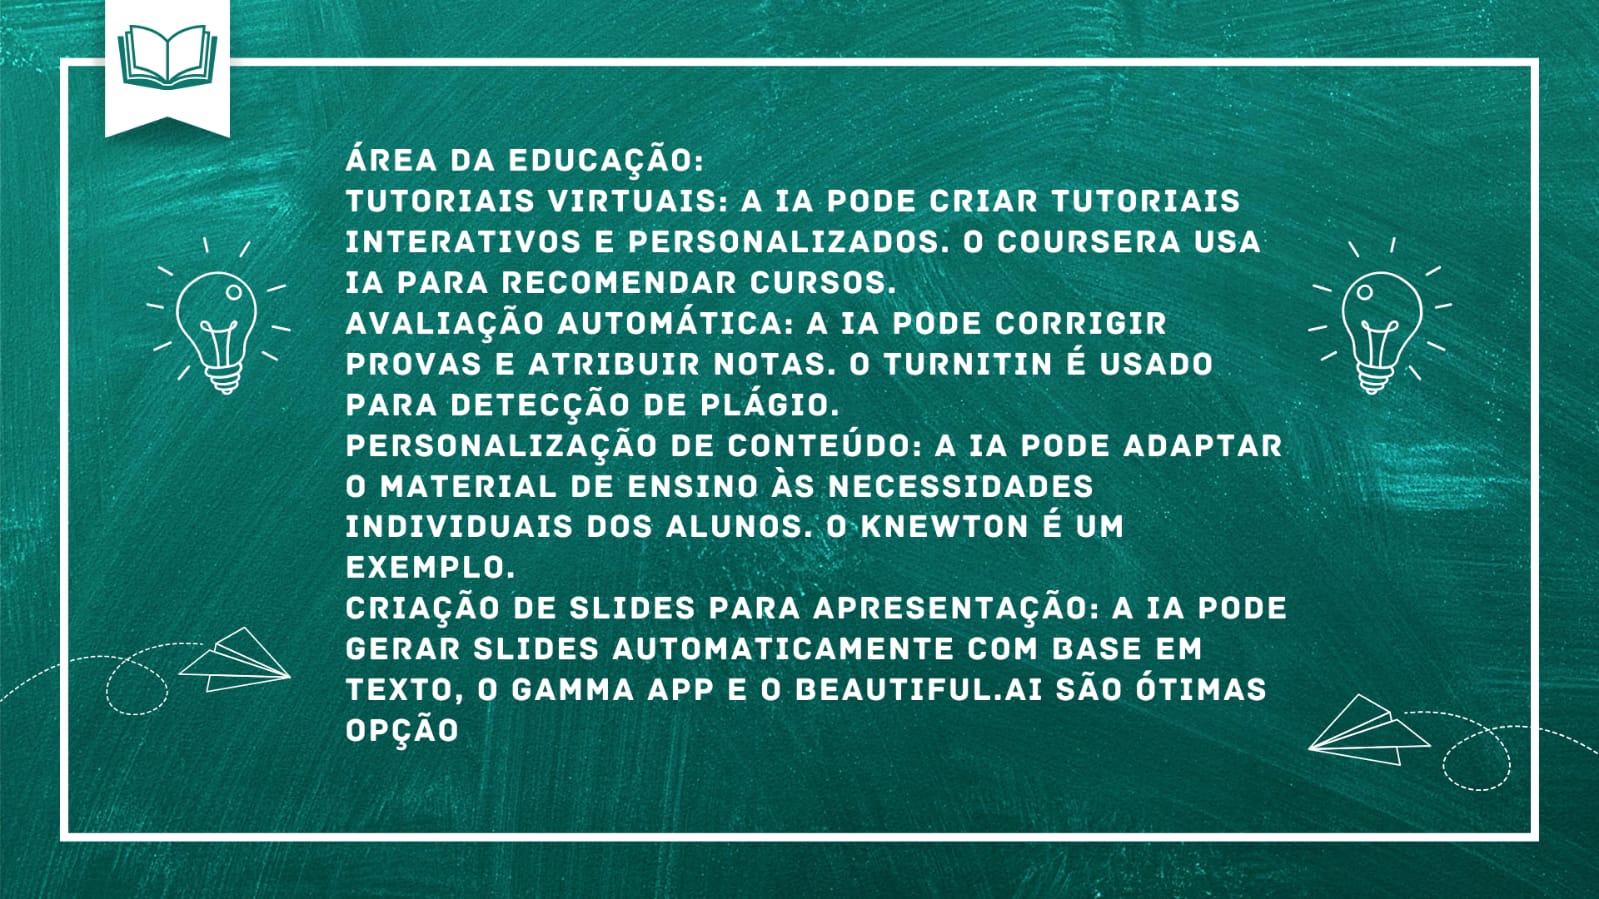 ÁREA DA EDUCAÇÃO:
TUTORIAIS VIRTUAIS: A IA PODE CRIAR TUTORIAIS
INTERATIVOS E PERSONALIZADOS. O COURSERA USA
IA PARA RECOMENDAR CURSOS.
AVALIAÇÃO AUTOMÁTICA: A IA PODE CORRIGIR
PROVAS E ATRIBUIR NOTAS. O TURNITIN É USADO
PARA DETECÇÃO DE PLÁGIO.
PERSONALIZAÇÃO DE CONTEÚDO: A IA PODE ADAPTAR
O MATERIAL DE ENSINO ÀS NECESSIDADES
INDIVIDUAIS DOS ALUNOS. O KNEWTON É UM
EXEMPLO.
CRIAÇÃO DE SLIDES PARA APRESENTAÇÃO: A IA PODE
GERAR SLIDES AUTOMATICAMENTE COM BASE EM
TEXTO, O GAMMA APP E O BEAUTIFUL.AI SÃO ÓTIMAS
OPÇÃO